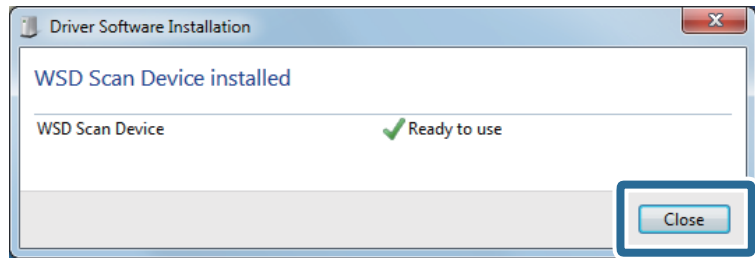 Driver Software Installation
WSD Scan Device installed
WSD Scan Device Ready to use
Close